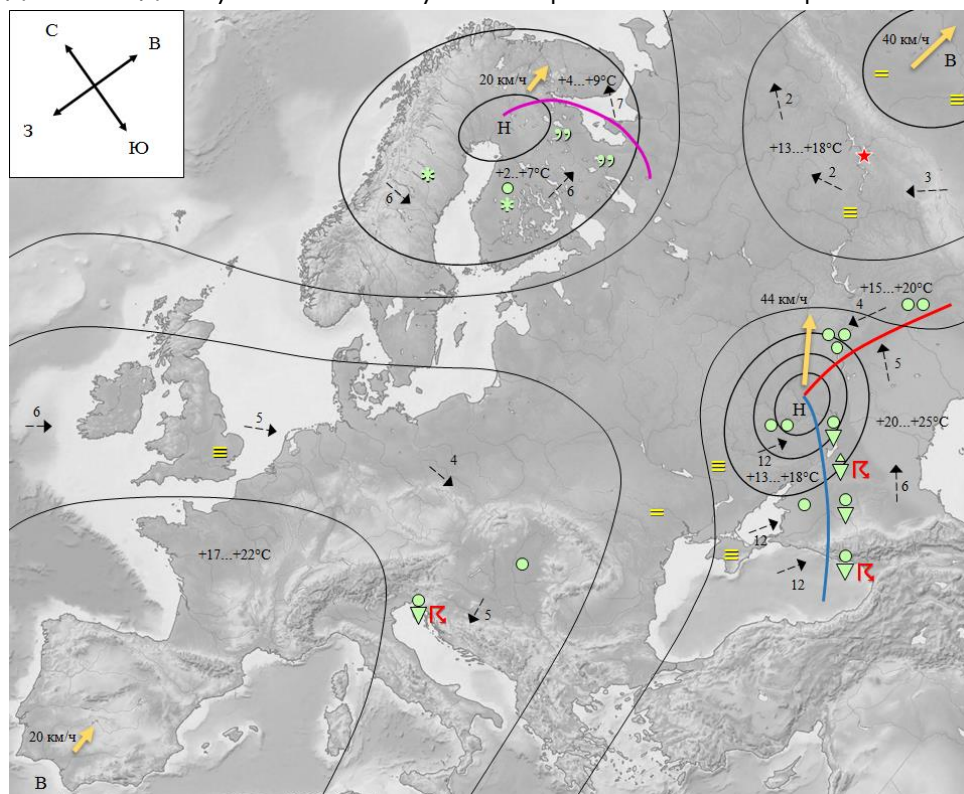 С
В
З
Ю
40 км/ч
В
20 км/ч
+4...+9°C
7
Н
2
+13...+18°C
2
3
+2...+7°C
6
6
44 км/ч
+15...+20°C
4
5
6
5
Н
+20...+25°C
12
+13...+18°C
4
6
12
12
+17...+22°C
5
20 км/ч
В